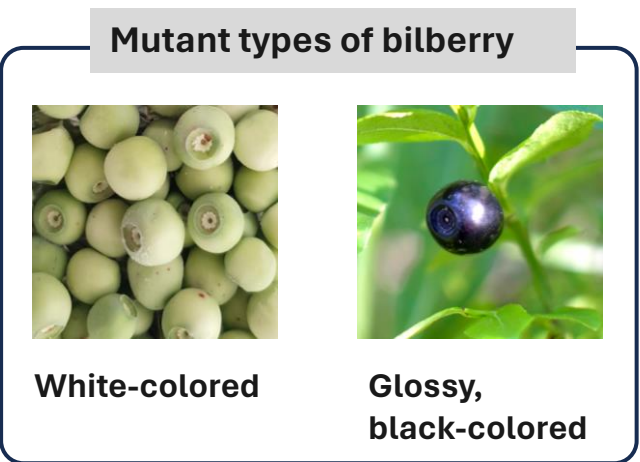 Mutant types of bilberry
White-colored
Glossy,
black-colored